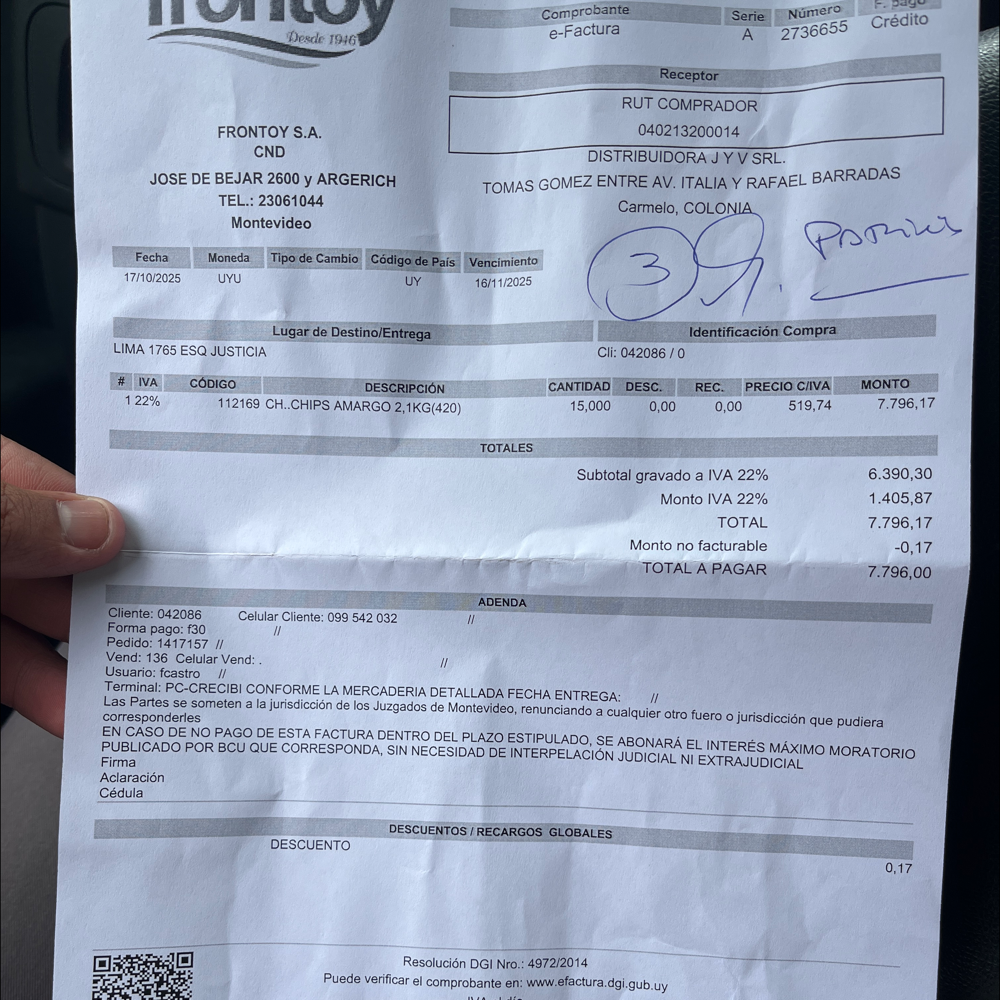 frontoy
Desde 1946
Comprobante Serie Número F. pago
e-Factura A 2736655 Crédito
Receptor
RUT COMPRADOR
040213200014
FRONTOY S.A.
CND
JOSE DE BEJAR 2600 y ARGERICH
TEL.: 23061044
Montevideo
DISTRIBUIDORA J Y V SRL.
TOMAS GOMEZ ENTRE AV. ITALIA Y RAFAEL BARRADAS
Carmelo, COLONIA
3
Fecha Moneda Tipo de Cambio Código de País Vencimiento
17/10/2025 UYU UY 16/11/2025
Lugar de Destino/Entrega Identificación Compra
LIMA 1765 ESQ JUSTICIA Cli: 042086 / 0
# IVA CÓDIGO DESCRIPCIÓN CANTIDAD DESC. REC. PRECIO C/IVA MONTO
1 22% 112169 CH..CHIPS AMARGO 2,1KG(420) 15,000 0,00 0,00 519,74 7.796,17
TOTALES
Subtotal gravado a IVA 22% 6.390,30
Monto IVA 22% 1.405,87
TOTAL 7.796,17
Monto no facturable -0,17
TOTAL A PAGAR 7.796,00
ADENDA
Cliente: 042086 Celular Cliente: 099 542 032 //
Forma pago: f30 //
Pedido: 1417157 //
Vend: 136 Celular Vend: . //
Usuario: fcastro //
Terminal: PC-CRECIBI CONFORME LA MERCADERIA DETALLADA FECHA ENTREGA: //
Las Partes se someten a la jurisdicción de los Juzgados de Montevideo, renunciando a cualquier otro fuero o jurisdicción que pudiera
corresponderles
EN CASO DE NO PAGO DE ESTA FACTURA DENTRO DEL PLAZO ESTIPULADO, SE ABONARÁ EL INTERÉS MÁXIMO MORATORIO
PUBLICADO POR BCU QUE CORRESPONDA, SIN NECESIDAD DE INTERPELACIÓN JUDICIAL NI EXTRAJUDICIAL
Firma
Aclaración
Cédula
DESCUENTOS / RECARGOS GLOBALES
DESCUENTO
0,17
Resolución DGI Nro.: 4972/2014
Puede verificar el comprobante en: www.efactura.dgi.gub.uy